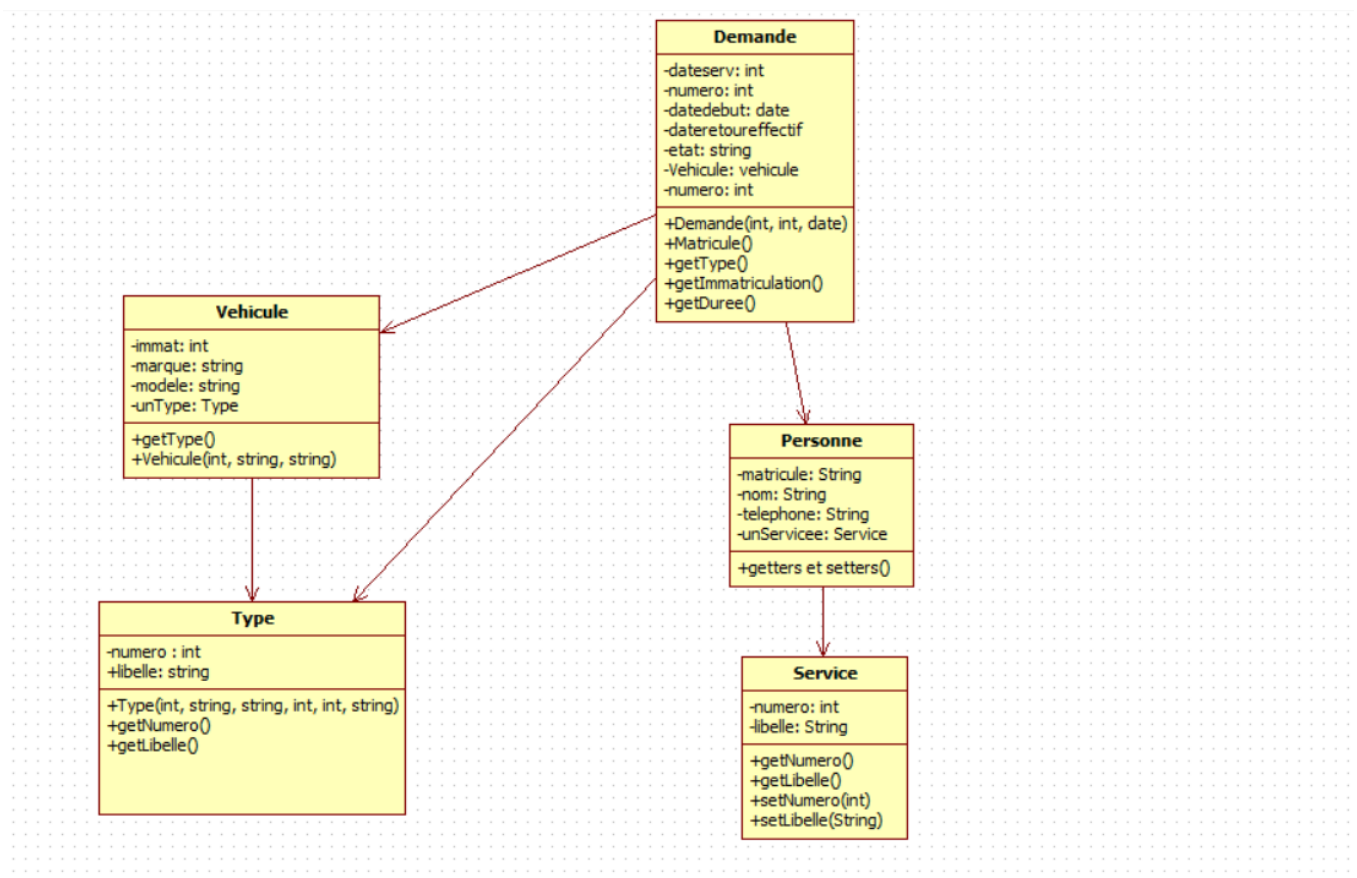 Demande
-dateserv: int
-numero: int
-datedebut: date
-dateretoureffectif
-etat: string
-Vehicule: vehicule
-numero: int
+Demande(int, int, date)
+Matricule()
+getType()
+getImmatriculation()
+getDuree()
Vehicule
-immat: int
-marque: string
-modele: string
-unType: Type
+getType()
+Vehicule(int, string, string)
Personne
-matricule: String
-nom: String
-telephone: String
-unServicee: Service
+getters et setters()
Type
-numero : int
+libelle: string
+Type(int, string, string, int, int, string)
+getNumero()
+getLibelle()
Service
-numero: int
-libelle: String
+getNumero()
+getLibelle()
+setNumero(int)
+setLibelle(String)